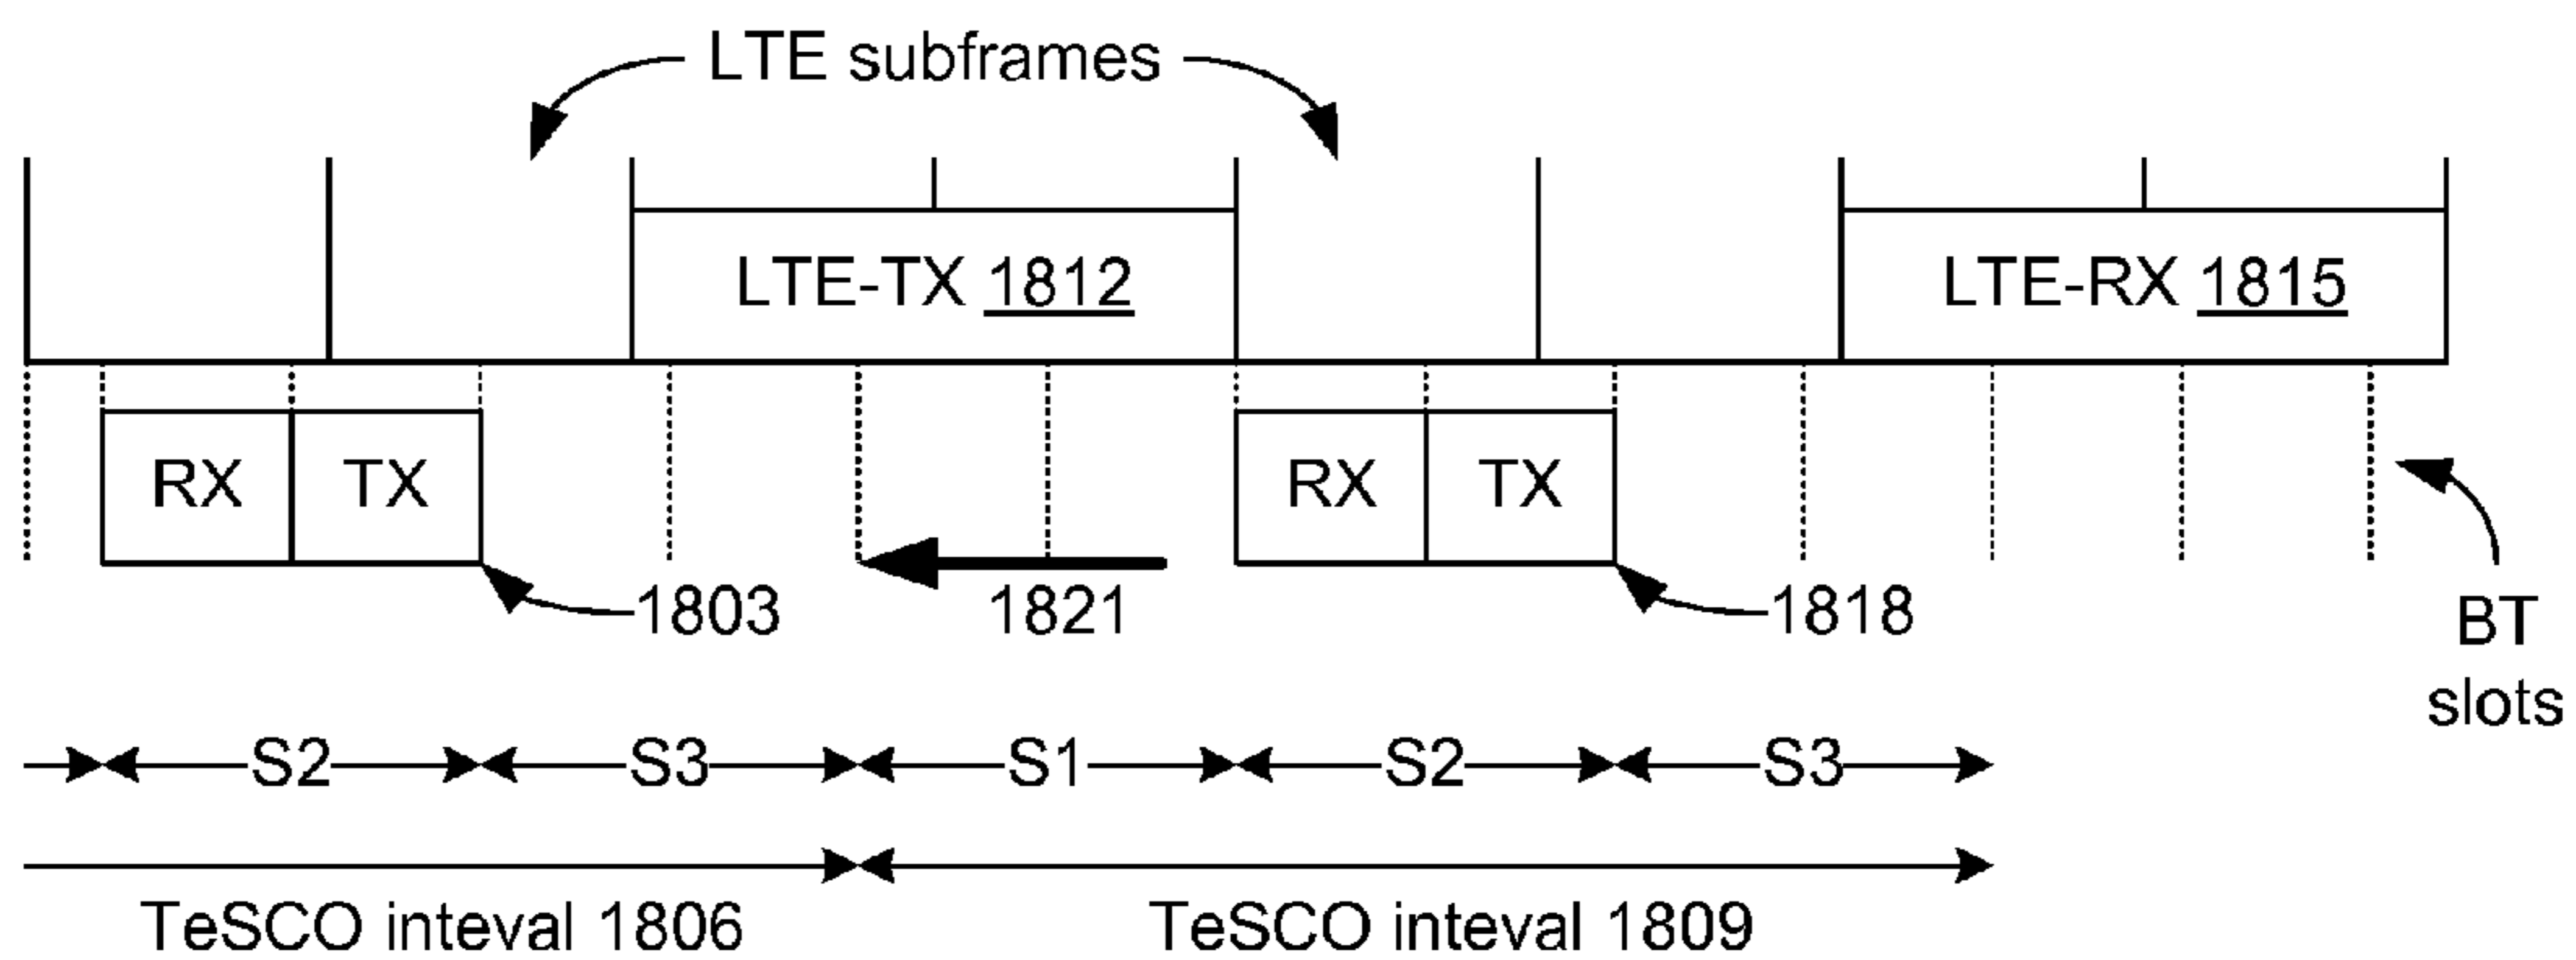 LTE subframes
LTE-TX 1812
LTE-RX 1815
RX TX
RX TX
1803
1821
1818
BT
slots
S2 S3 S1 S2 S3
TeSCO inteval 1806
TeSCO inteval 1809